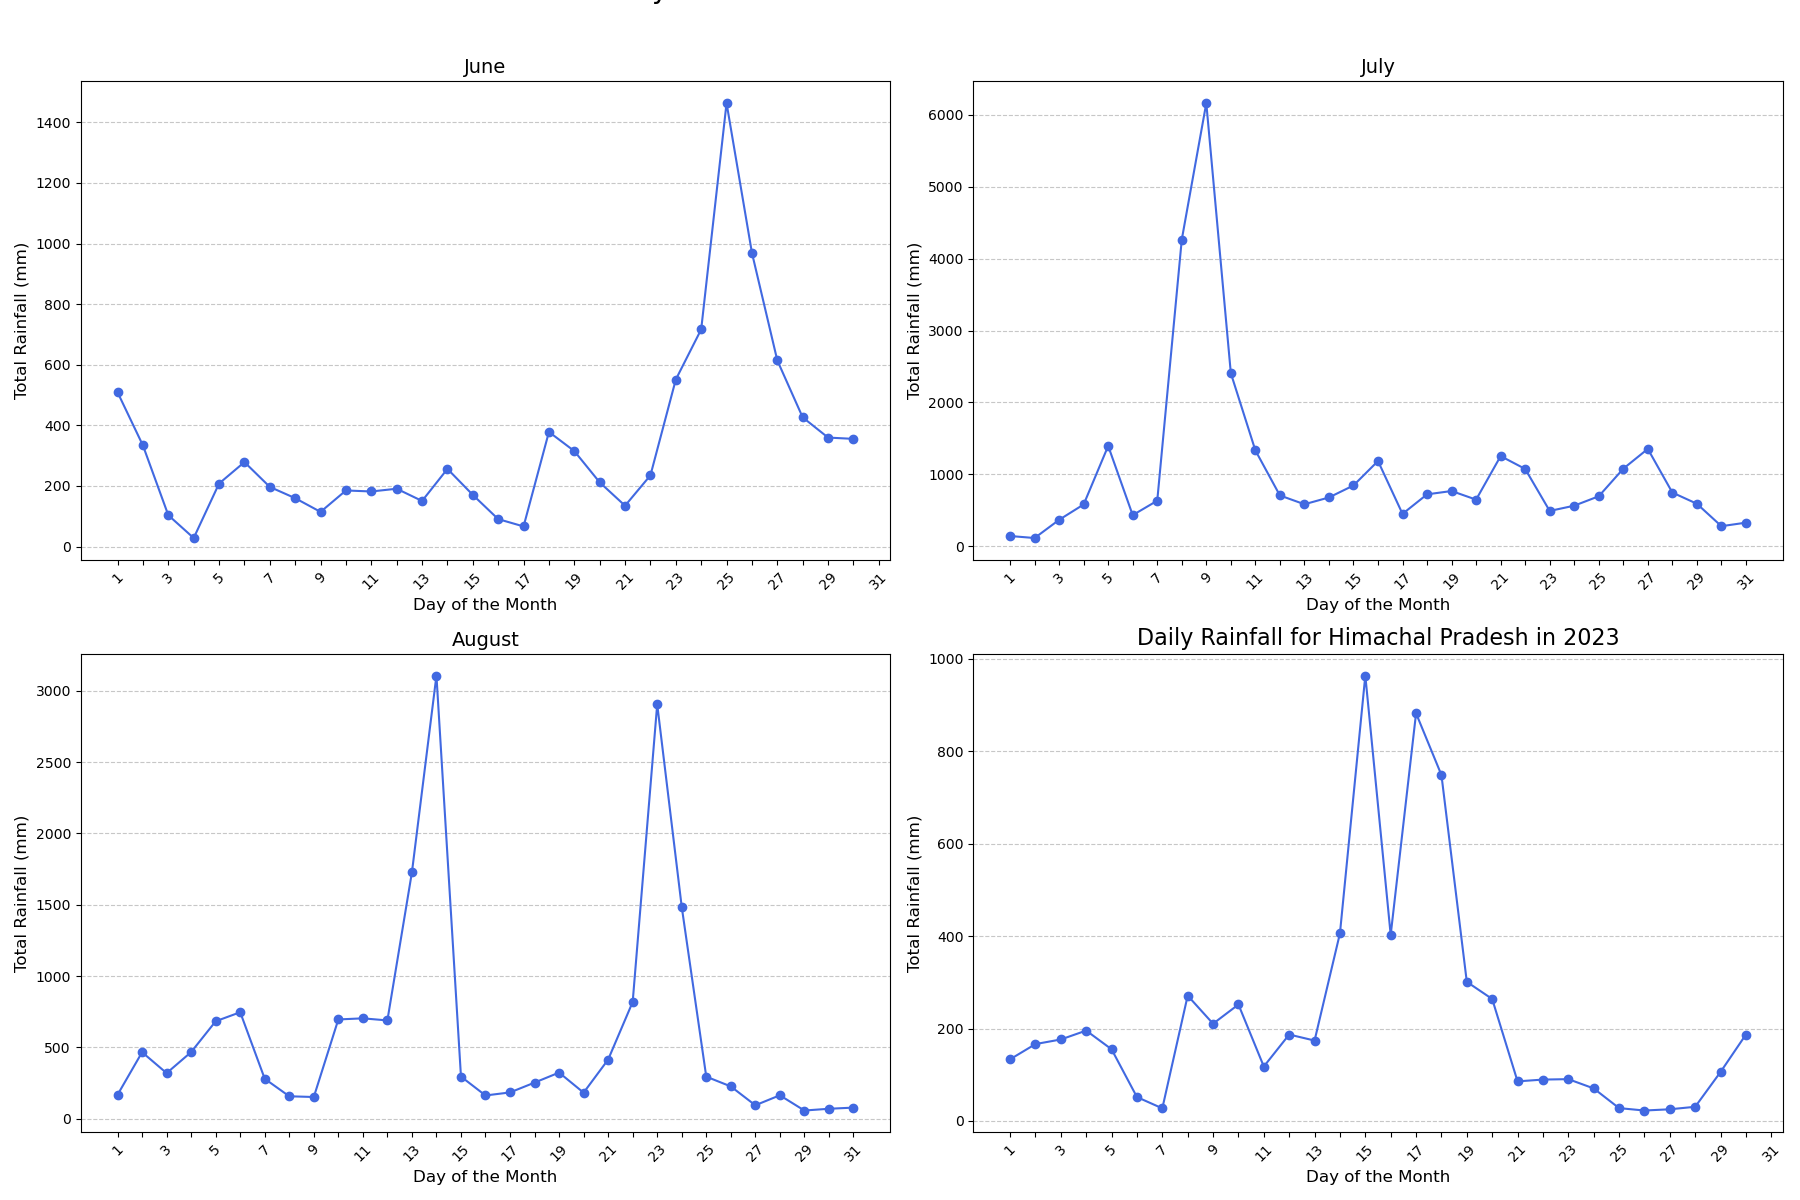 June
Total Rainfall (mm)
1400
1200
1000
800
600
400
200
0
1 3 5 7 9 11 13 15 17 19 21 23 25 27 29 31
Day of the Month
July
Total Rainfall (mm)
6000
5000
4000
3000
2000
1000
0
1 3 5 7 9 11 13 15 17 19 21 23 25 27 29 31
Day of the Month
August
Total Rainfall (mm)
3000
2500
2000
1500
1000
500
0
1 3 5 7 9 11 13 15 17 19 21 23 25 27 29 31
Day of the Month
Daily Rainfall for Himachal Pradesh in 2023
Total Rainfall (mm)
1000
800
600
400
200
0
1 3 5 7 9 11 13 15 17 19 21 23 25 27 29 31
Day of the Month